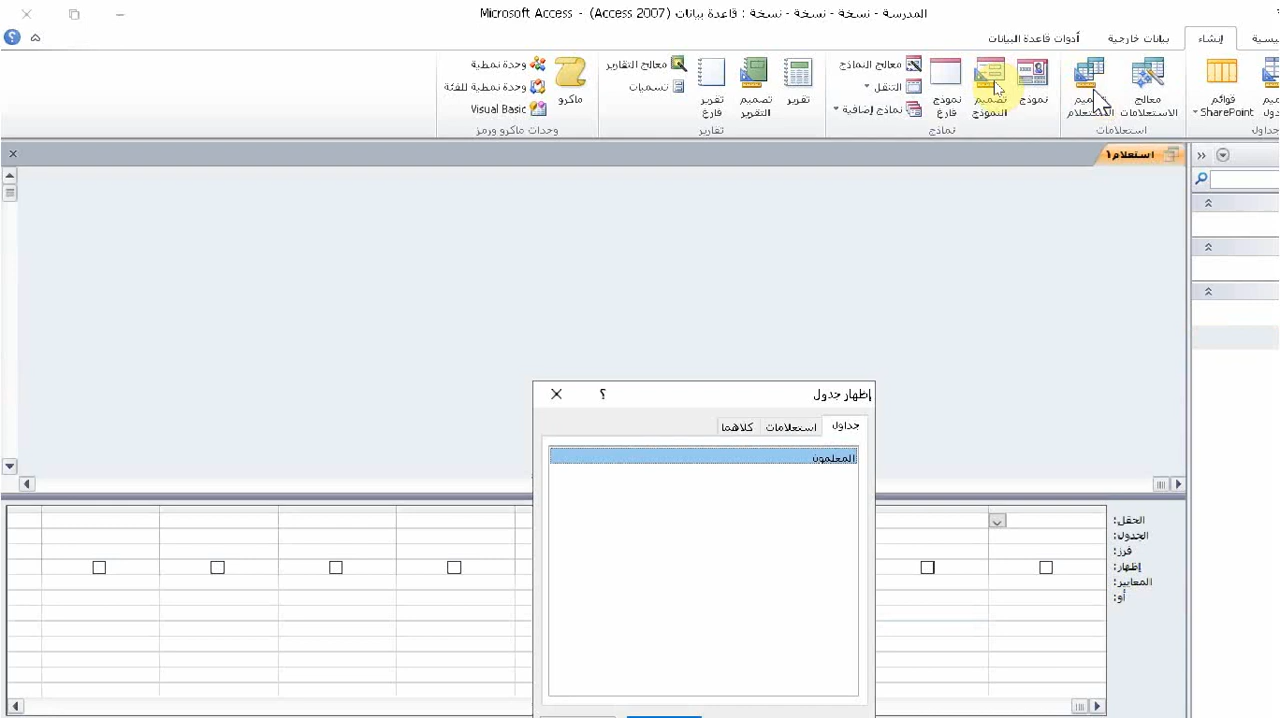 المدرسة - نسخة - نسخة - نسخة : قاعدة بيانات (Access 2007) - Microsoft Access
إنشاء
بيانات خارجية
أدوات قاعدة البيانات
قوائم SharePoint
معالج الاستعلامات
تصميم الاستعلام
استعلامات
نموذج
تصميم النموذج
نموذج فارغ
معالج النماذج
التنقل
نماذج إضافية
نماذج
تقرير
تصميم التقرير
تقرير فارغ
معالج التقارير
تسميات
تقارير
ماكرو
وحدة نمطية
وحدة نمطية للفئة
Visual Basic
وحدات ماكرو ورمز
استعلام١
إظهار جدول
؟
جداول
استعلامات
كلاهما
المعلمون
الحقل:
الجدول:
فرز:
إظهار:
المعايير:
أو: